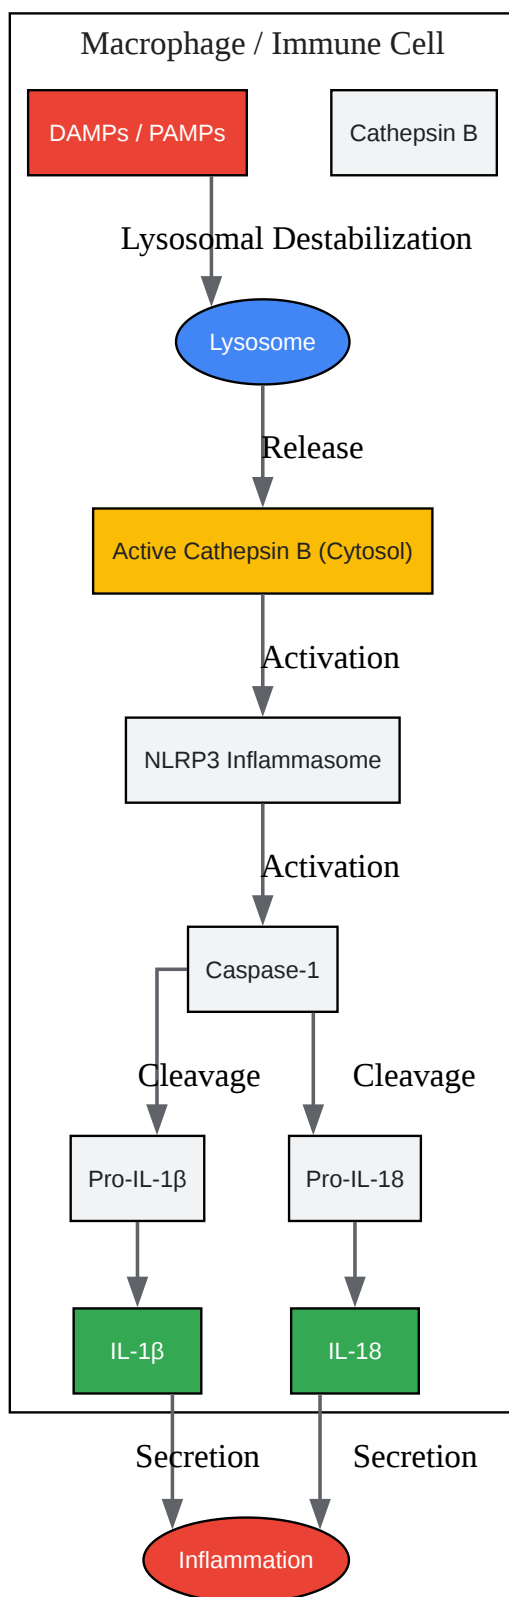 Macrophage / Immune Cell
DAMPs / PAMPs
Cathepsin B
Lysosomal Destabilization
Lysosome
Release
Active Cathepsin B (Cytosol)
Activation
NLRP3 Inflammasome
Activation
Caspase-1
Cleavage
Cleavage
Pro-IL-1β
Pro-IL-18
IL-1β
IL-18
Secretion
Secretion
Inflammation